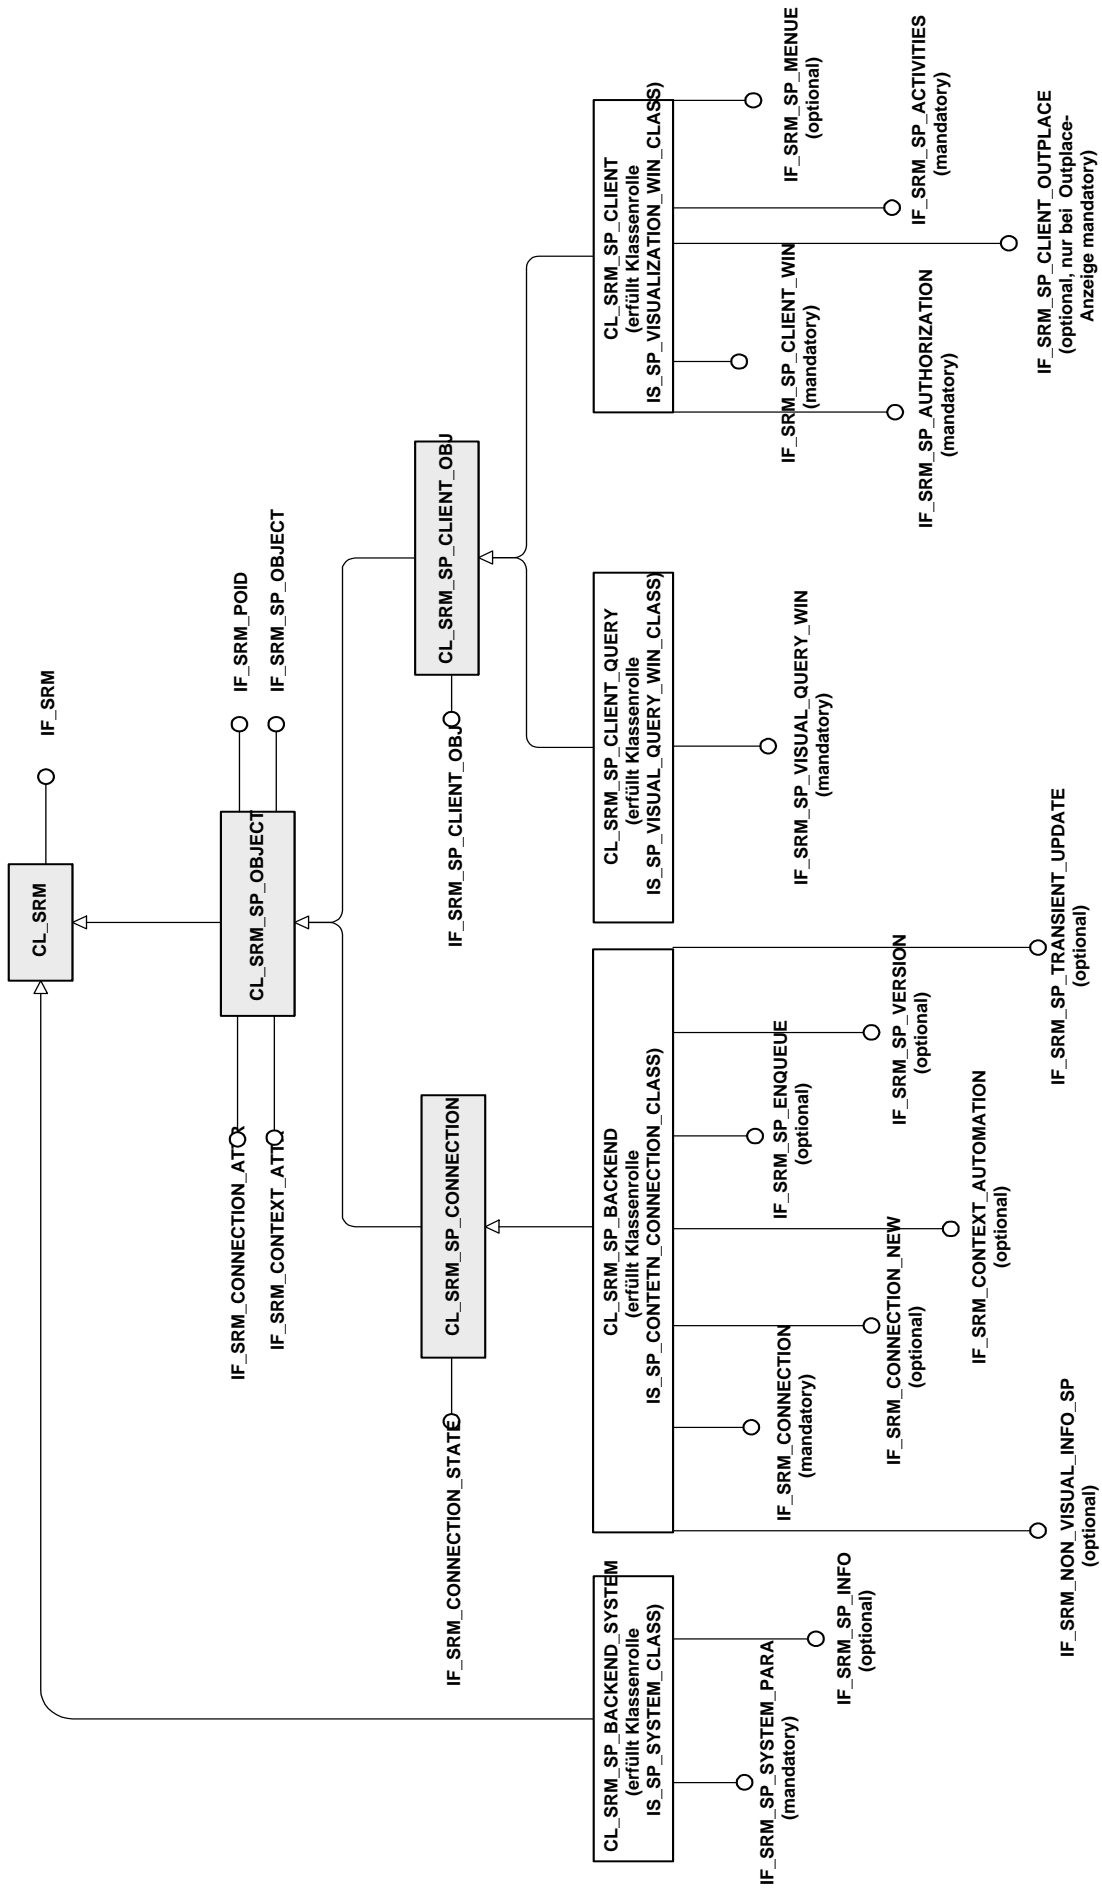 CL_SRM
IF_SRM
IF_SRM_CONNECTION_ATTR
IF_SRM_CONTEXT_ATTR
CL_SRM_SP_OBJECT
IF_SRM_POID
IF_SRM_SP_OBJECT
IF_SRM_CONNECTION_STATE
CL_SRM_SP_CONNECTION
IF_SRM_SP_CLIENT_OBJ
CL_SRM_SP_CLIENT_OBJ
CL_SRM_SP_BACKEND_SYSTEM
(erfüllt Klassenrolle
IS_SP_SYSTEM_CLASS)
IF_SRM_SP_SYSTEM_PARA
(mandatory)
IF_SRM_SP_INFO
(optional)
CL_SRM_SP_BACKEND
(erfüllt Klassenrolle
IS_SP_CONTETN_CONNECTION_CLASS)
IF_SRM_NON_VISUAL_INFO_SP
(optional)
IF_SRM_CONNECTION
(mandatory)
IF_SRM_CONNECTION_NEW
(optional)
IF_SRM_CONTEXT_AUTOMATION
(optional)
IF_SRM_SP_ENQUEUE
(optional)
IF_SRM_SP_VERSION
(optional)
IF_SRM_SP_TRANSIENT_UPDATE
(optional)
CL_SRM_SP_CLIENT_QUERY
(erfüllt Klassenrolle
IS_SP_VISUAL_QUERY_WIN_CLASS)
IF_SRM_SP_VISUAL_QUERY_WIN
(mandatory)
CL_SRM_SP_CLIENT
(erfüllt Klassenrolle
IS_SP_VISUALIZATION_WIN_CLASS)
IF_SRM_SP_AUTHORIZATION
(mandatory)
IF_SRM_SP_CLIENT_WIN
(mandatory)
IF_SRM_SP_CLIENT_OUTPLACE
(optional, nur bei Outplace-
Anzeige mandatory)
IF_SRM_SP_ACTIVITIES
(mandatory)
IF_SRM_SP_MENUE
(optional)